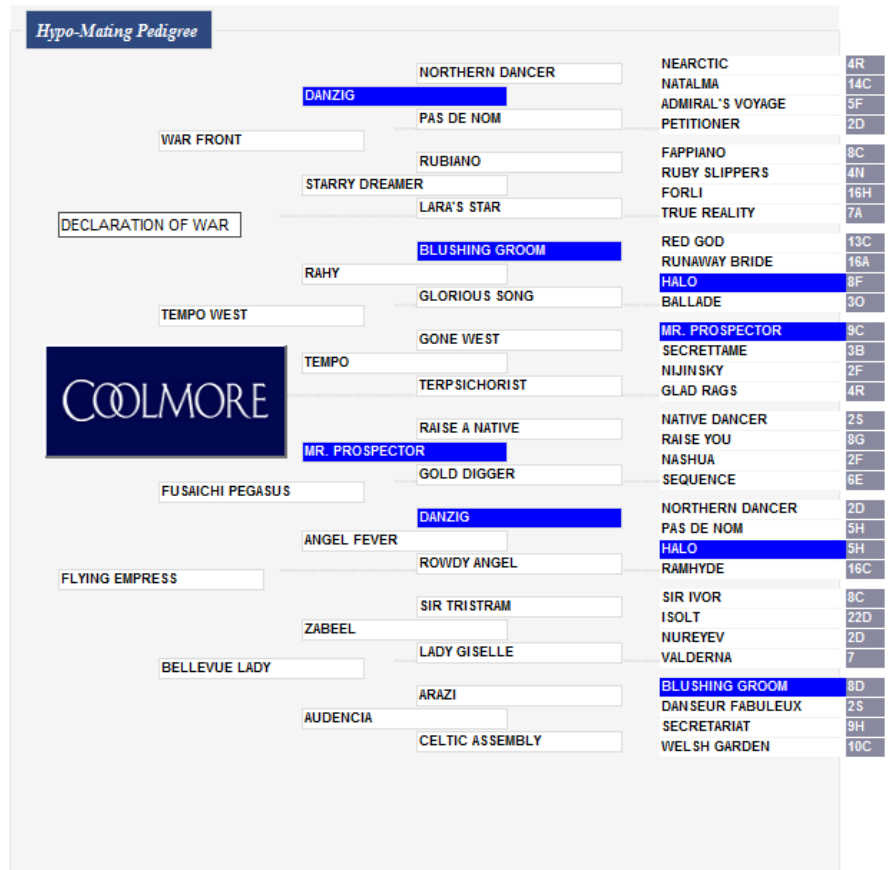 Hypo-Mating Pedigree
NEARCTIC 4R
NORTHERN DANCER
NATALMA 14C
DANZIG
ADMIRAL'S VOYAGE 5F
PAS DE NOM
PETITIONER 2D
WAR FRONT
FAPPIANO 8C
RUBIANO
RUBY SLIPPERS 4N
STARRY DREAMER
FORLI 16H
LARA'S STAR
TRUE REALITY 7A
DECLARATION OF WAR
RED GOD 13C
BLUSHING GROOM
RUNAWAY BRIDE 16A
RAHY
HALO 8F
GLORIOUS SONG
BALLADE 3O
TEMPO WEST
MR. PROSPECTOR 9C
GONE WEST
SECRETTAME 3B
TEMPO
NIJINSKY 2F
TERPSICHORIST
GLAD RAGS 4R
COOLMORE
NATIVE DANCER 2S
RAISE A NATIVE
RAISE YOU 8G
MR. PROSPECTOR
NASHUA 2F
GOLD DIGGER
SEQUENCE 6E
FUSAICHI PEGASUS
NORTHERN DANCER 2D
DANZIG
PAS DE NOM 5H
ANGEL FEVER
HALO 5H
ROWDY ANGEL
RAMHYDE 16C
FLYING EMPRESS
SIR IVOR 8C
SIR TRISTRAM
ISOLT 22D
ZABEEL
NUREYEV 2D
LADY GISELLE
VALDERNA 7
BELLEVUE LADY
BLUSHING GROOM 8D
ARAZI
DANSEUR FABULEUX 2S
AUDENCIA
SECRETARIAT 9H
CELTIC ASSEMBLY
WELSH GARDEN 10C